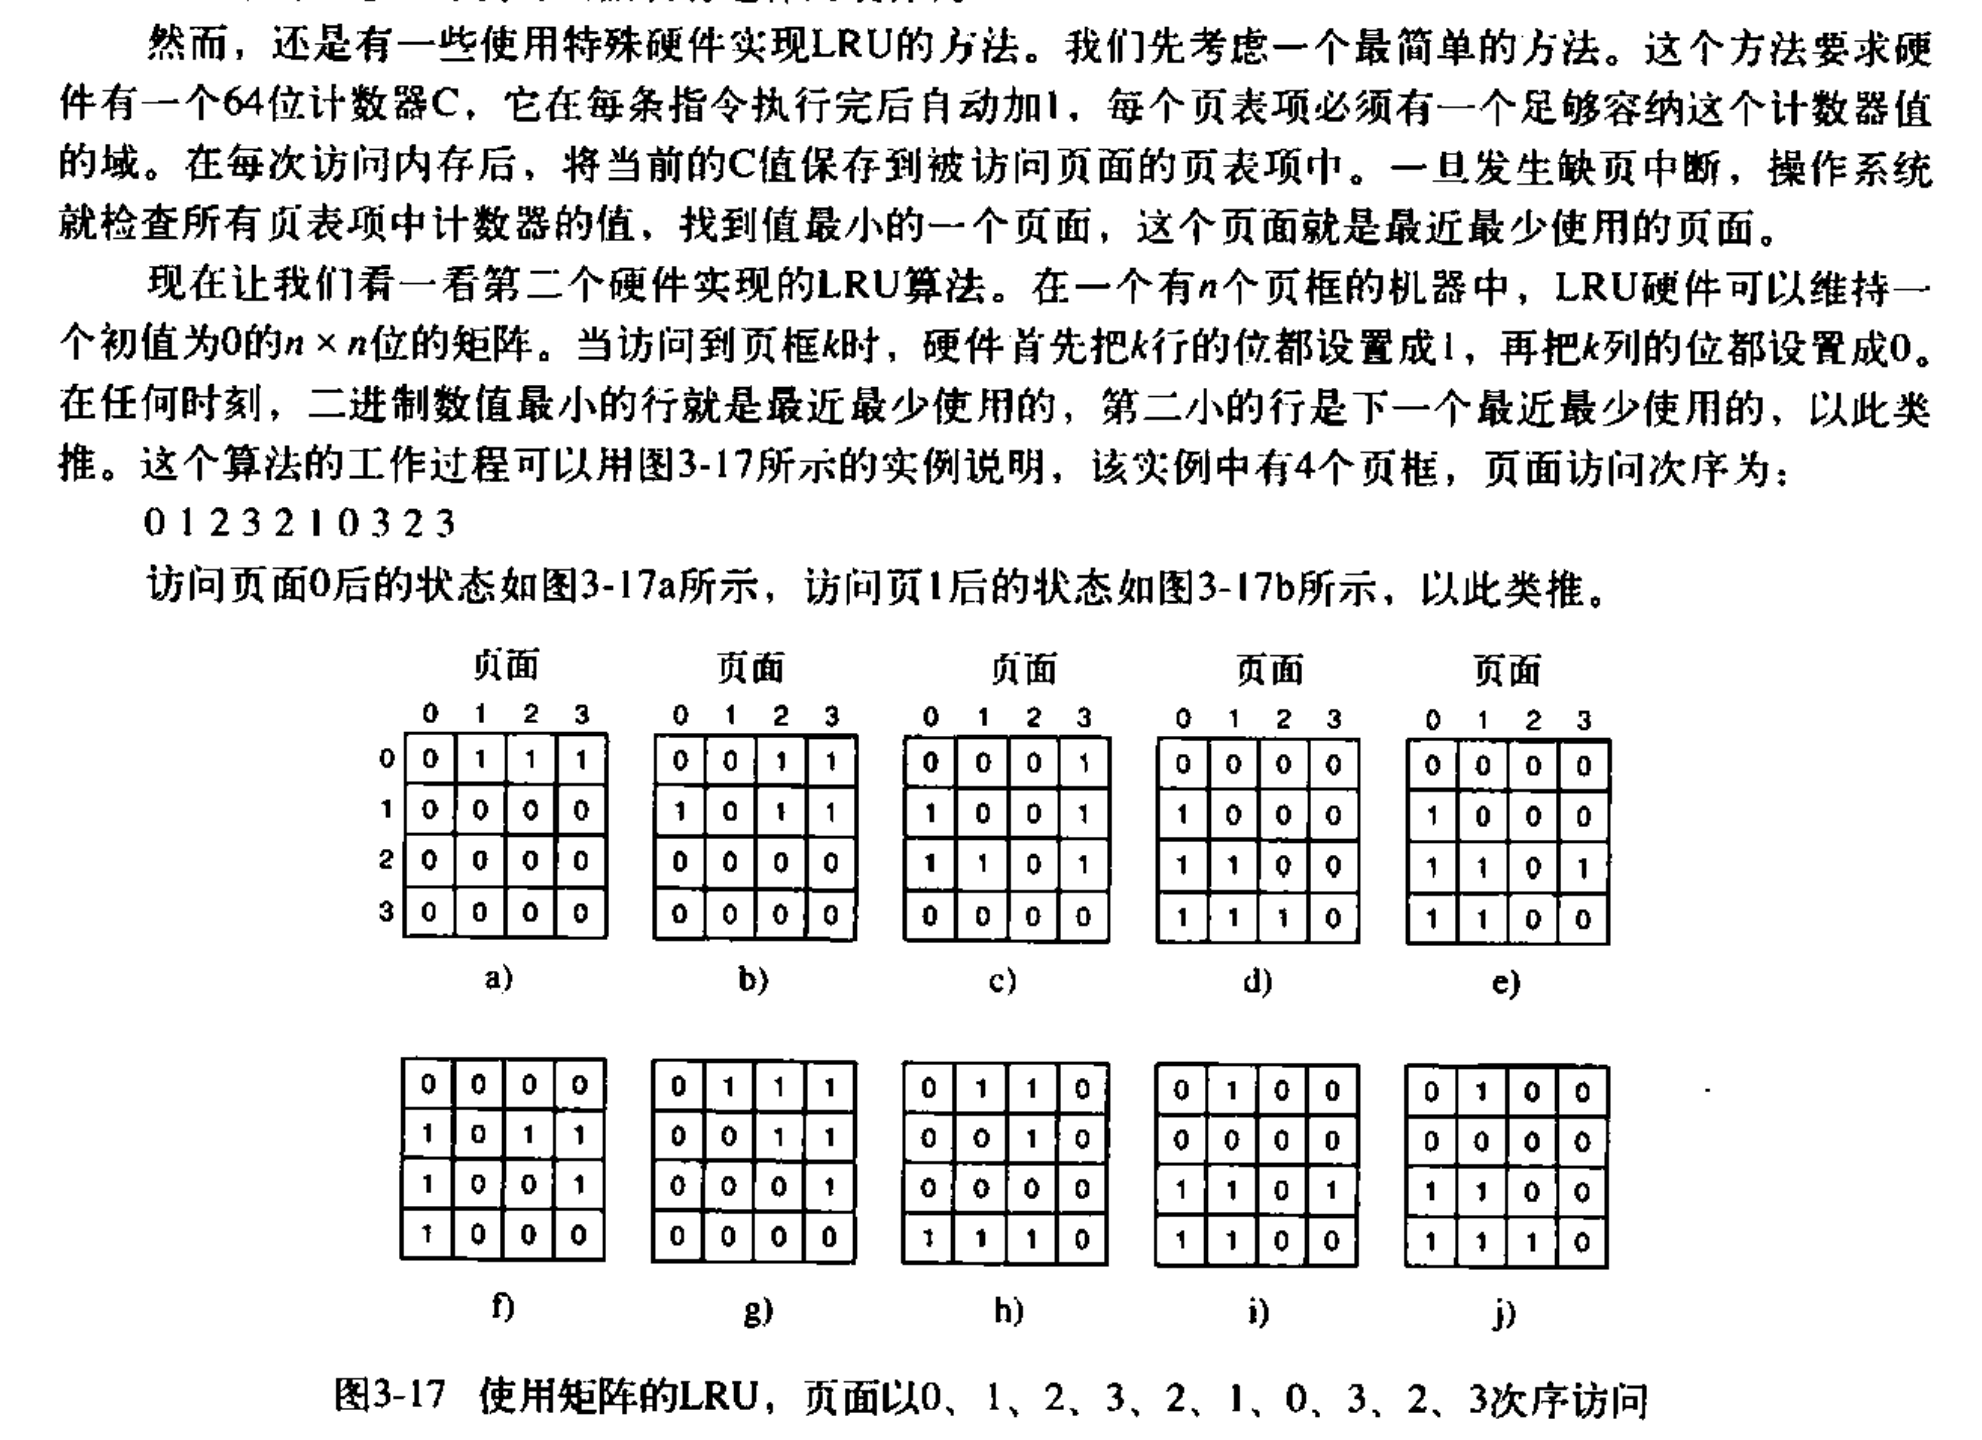 然而，还是有一些使用特殊硬件实现LRU的方法。我们先考虑一个最简单的方法。这个方法要求硬
件有一个64位计数器C，它在每条指令执行完后自动加1，每个页表项必须有一个足够容纳这个计数器值
的域。在每次访问内存后，将当前的C值保存到被访问页面的页表项中。一旦发生缺页中断，操作系统
就检查所有页表项中计数器的值，找到值最小的一个页面，这个页面就是最近最少使用的页面。
现在让我们看一看第二个硬件实现的LRU算法。在一个有n个页框的机器中，LRU硬件可以维持一
个初值为0的n × n位的矩阵。当访问到页框k时，硬件首先把k行的位都设置成1，再把k列的位都设置成0。
在任何时刻，二进制数值最小的行就是最近最少使用的，第二小的行是下一个最近最少使用的，以此类
推。这个算法的工作过程可以用图3-17所示的实例说明，该实例中有4个页框，页面访问次序为：
0 1 2 3 2 1 0 3 2 3
访问页面0后的状态如图3-17a所示，访问页1后的状态如图3-17b所示，以此类推。
页面 页面 页面 页面 页面
0 1 2 3 0 1 2 3 0 1 2 3 0 1 2 3 0 1 2 3
0 0 1 1 1 0 0 1 1 0 0 0 1 0 0 0 0 0 0 0 0
1 0 0 0 0 1 0 1 1 1 0 0 1 1 0 0 0 1 0 0 0
2 0 0 0 0 0 0 0 0 1 1 0 1 1 1 0 0 1 1 0 1
3 0 0 0 0 0 0 0 0 0 0 0 0 1 1 1 0 1 1 0 0
a) b) c) d) e)
0 0 0 0 0 1 1 1 0 1 1 0 0 1 0 0 0 1 0 0
1 0 1 1 0 0 1 1 0 0 1 0 0 0 0 0 0 0 0 0
1 0 0 1 0 0 0 1 0 0 0 0 1 1 0 1 1 1 0 0
1 0 0 0 0 0 0 0 1 1 1 0 1 1 0 0 1 1 1 0
f) g) h) i) j)
图3-17 使用矩阵的LRU，页面以0、1、2、3、2、1、0、3、2、3次序访问